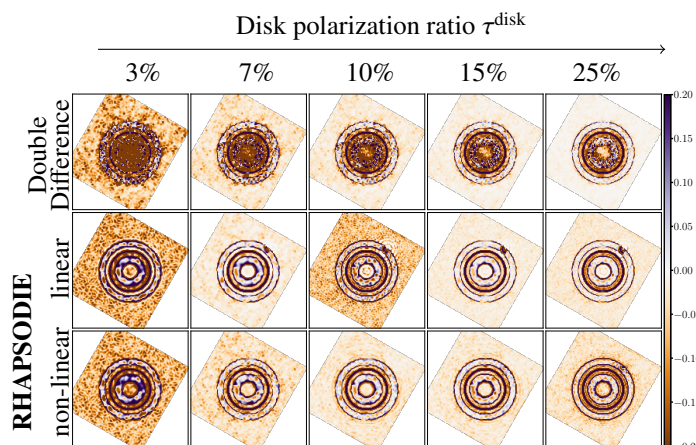 Disk polarization ratio τ^disk
3% 7% 10% 15% 25%
Double
Difference
RHAPSODIE
linear
non-linear
0.20
0.15
0.10
0.05
0.00